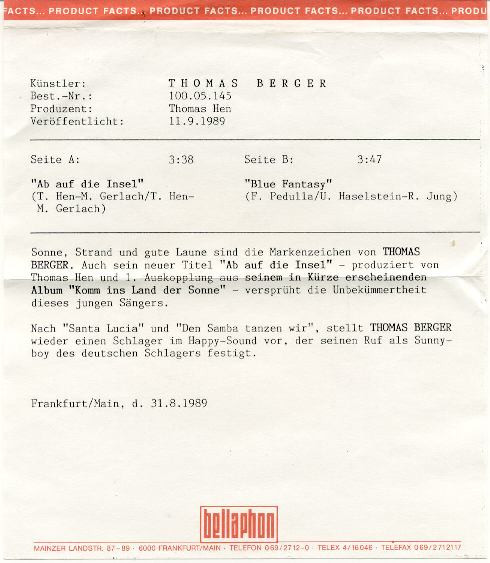 FACTS... PRODUCT FACTS... PRODUCT FACTS... PRODUCT FACTS... PRODUCT FACTS... PRODU
Künstler: THOMAS BERGER
Best.-Nr.: 100.05.145
Produzent: Thomas Hen
Veröffentlicht: 11.9.1989
Seite A: 3:38 Seite B: 3:47
"Ab auf die Insel" "Blue Fantasy"
(T. Hen-M. Gerlach/T. Hen- (F. Pedulla/U. Haselstein-R. Jung)
M. Gerlach)
Sonne, Strand und gute Laune sind die Markenzeichen von THOMAS
BERGER. Auch sein neuer Titel "Ab auf die Insel" - produziert von
Thomas Hen und 1. Auskopplung aus seinem in Kürze erscheinenden
Album "Komm ins Land der Sonne" - versprüht die Unbekümmertheit
dieses jungen Sängers.
Nach "Santa Lucia" und "Den Samba tanzen wir", stellt THOMAS BERGER
wieder einen Schlager im Happy-Sound vor, der seinen Ruf als Sunny-
boy des deutschen Schlagers festigt.
Frankfurt/Main, d. 31.8.1989
bellaphon
MAINZER LANDSTR. 87-89 · 6000 FRANKFURT/MAIN · TELEFON 069/2712-0 · TELEX 4/16046 · TELEFAX 069/2712117